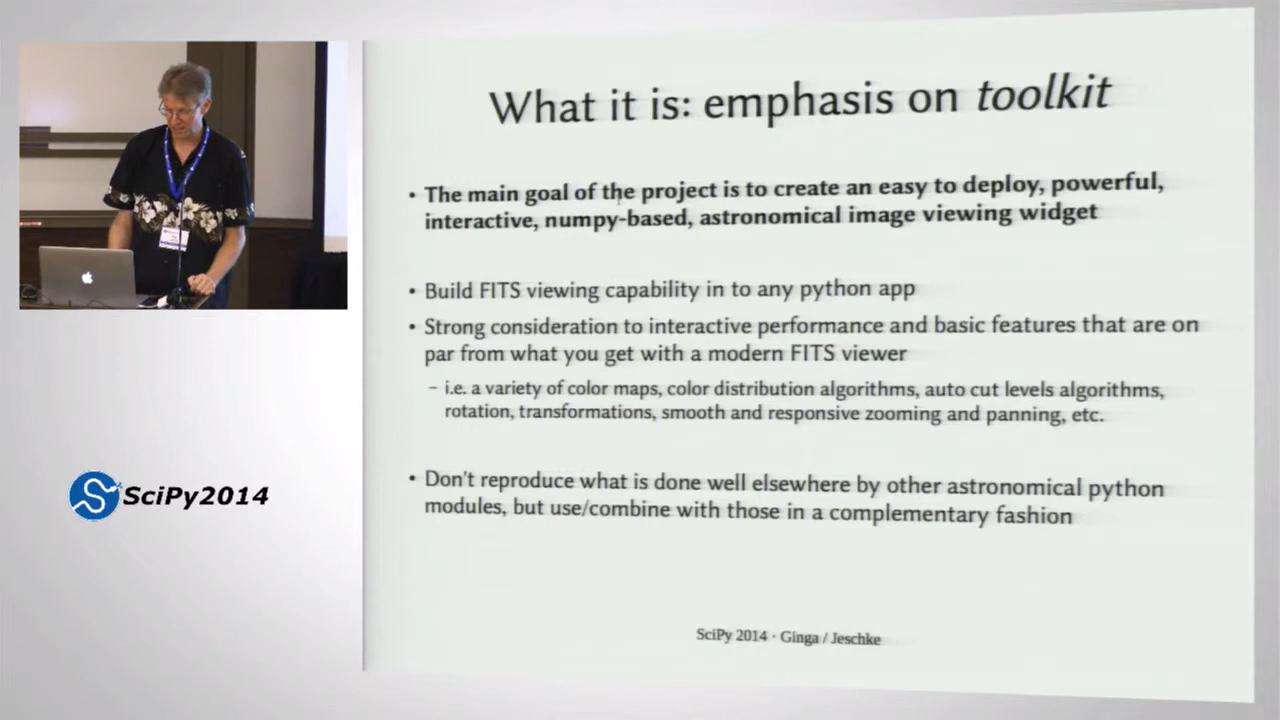 What it is: emphasis on toolkit
• The main goal of the project is to create an easy to deploy, powerful,
interactive, numpy-based, astronomical image viewing widget
• Build FITS viewing capability in to any python app
• Strong consideration to interactive performance and basic features that are on
par from what you get with a modern FITS viewer
– i.e. a variety of color maps, color distribution algorithms, auto cut levels algorithms,
rotation, transformations, smooth and responsive zooming and panning, etc.
• Don't reproduce what is done well elsewhere by other astronomical python
modules, but use/combine with those in a complementary fashion
SciPy 2014 · Ginga / Jeschke
SciPy2014